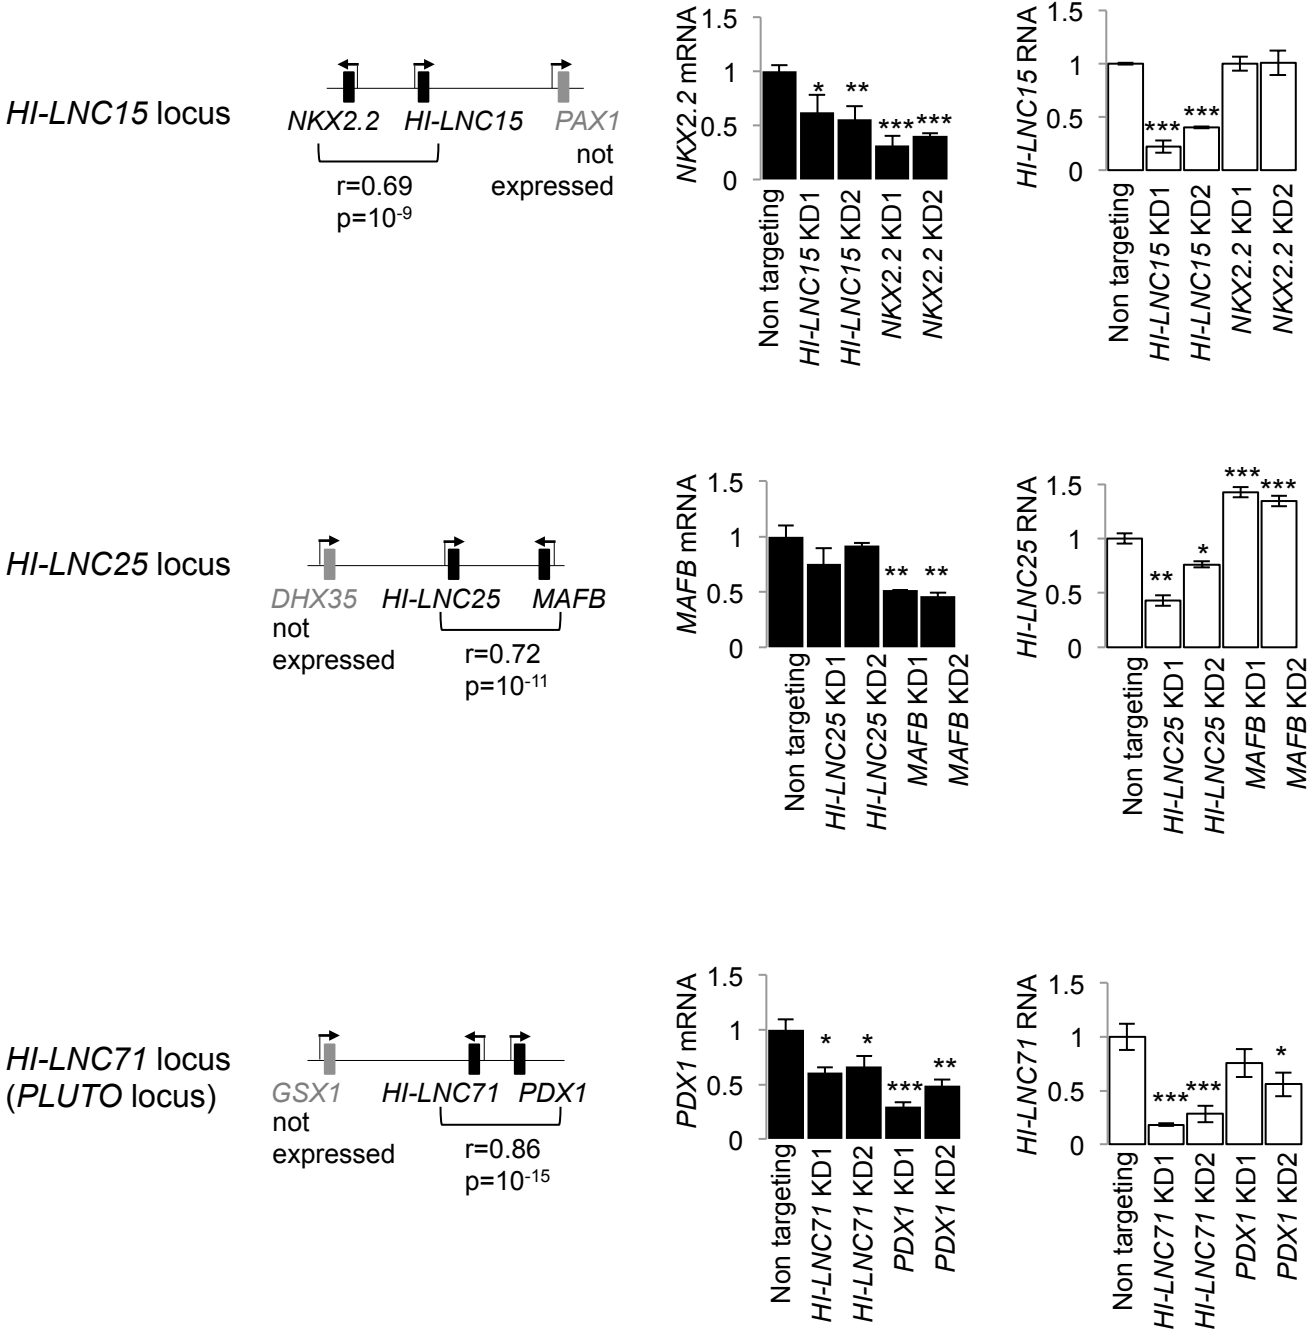 HI-LNC15 locus
NKX2.2 HI-LNC15 PAX1
not
expressed
r=0.69
p=10-9
NKX2.2 mRNA
1.5
1
0.5
0
* ** *** ***
Non targeting
HI-LNC15 KD1
HI-LNC15 KD2
NKX2.2 KD1
NKX2.2 KD2
HI-LNC15 RNA
1.5
1
0.5
0
*** ***
Non targeting
HI-LNC15 KD1
HI-LNC15 KD2
NKX2.2 KD1
NKX2.2 KD2
HI-LNC25 locus
DHX35 HI-LNC25 MAFB
not
expressed
r=0.72
p=10-11
MAFB mRNA
1.5
1
0.5
0
** **
Non targeting
HI-LNC25 KD1
HI-LNC25 KD2
MAFB KD1
MAFB KD2
HI-LNC25 RNA
1.5
1
0.5
0
** * *** ***
Non targeting
HI-LNC25 KD1
HI-LNC25 KD2
MAFB KD1
MAFB KD2
HI-LNC71 locus
(PLUTO locus)
GSX1 HI-LNC71 PDX1
not
expressed
r=0.86
p=10-15
PDX1 mRNA
1.5
1
0.5
0
* * *** **
Non targeting
HI-LNC71 KD1
HI-LNC71 KD2
PDX1 KD1
PDX1 KD2
HI-LNC71 RNA
1.5
1
0.5
0
*** *** *
Non targeting
HI-LNC71 KD1
HI-LNC71 KD2
PDX1 KD1
PDX1 KD2